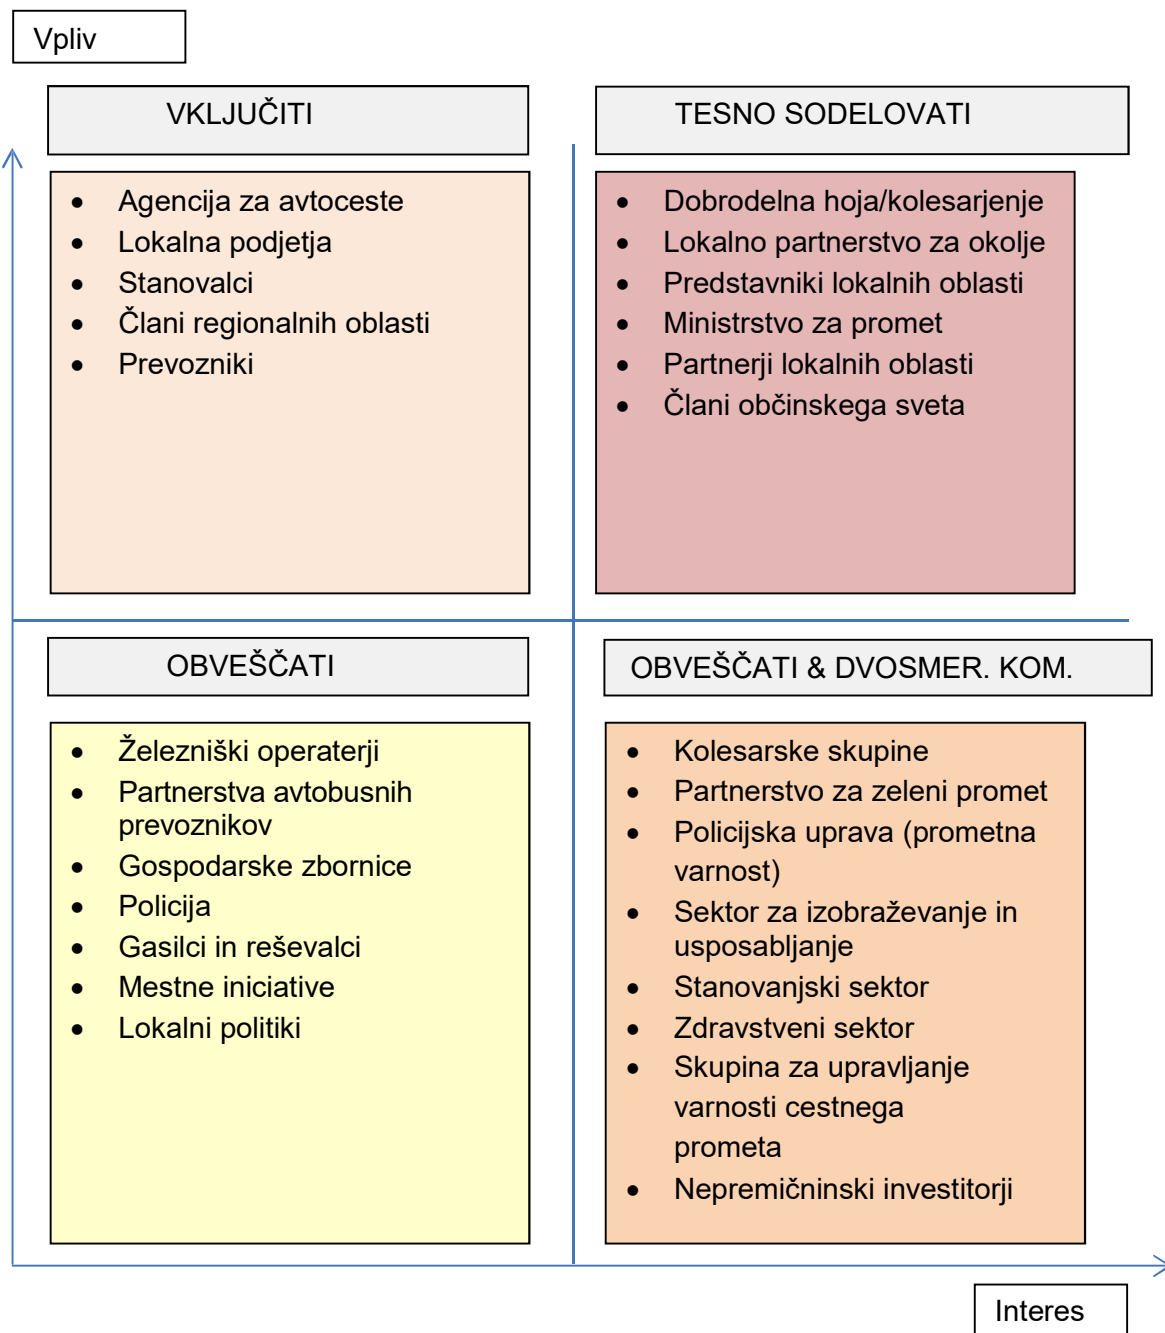 Vpliv
VKLJUČITI
• Agencija za avtoceste
• Lokalna podjetja
• Stanovalci
• Člani regionalnih oblasti
• Prevozniki
TESNO SODELOVATI
• Dobrodelna hoja/kolesarjenje
• Lokalno partnerstvo za okolje
• Predstavniki lokalnih oblasti
• Ministrstvo za promet
• Partnerji lokalnih oblasti
• Člani občinskega sveta
OBVEŠČATI
• Železniški operaterji
• Partnerstva avtobusnih
prevoznikov
• Gospodarske zbornice
• Policija
• Gasilci in reševalci
• Mestne iniciative
• Lokalni politiki
OBVEŠČATI & DVOSMER. KOM.
• Kolesarske skupine
• Partnerstvo za zeleni promet
• Policijska uprava (prometna
varnost)
• Sektor za izobraževanje in
usposabljanje
• Stanovanjski sektor
• Zdravstveni sektor
• Skupina za upravljanje
varnosti cestnega
prometa
• Nepremičninski investitorji
Interes